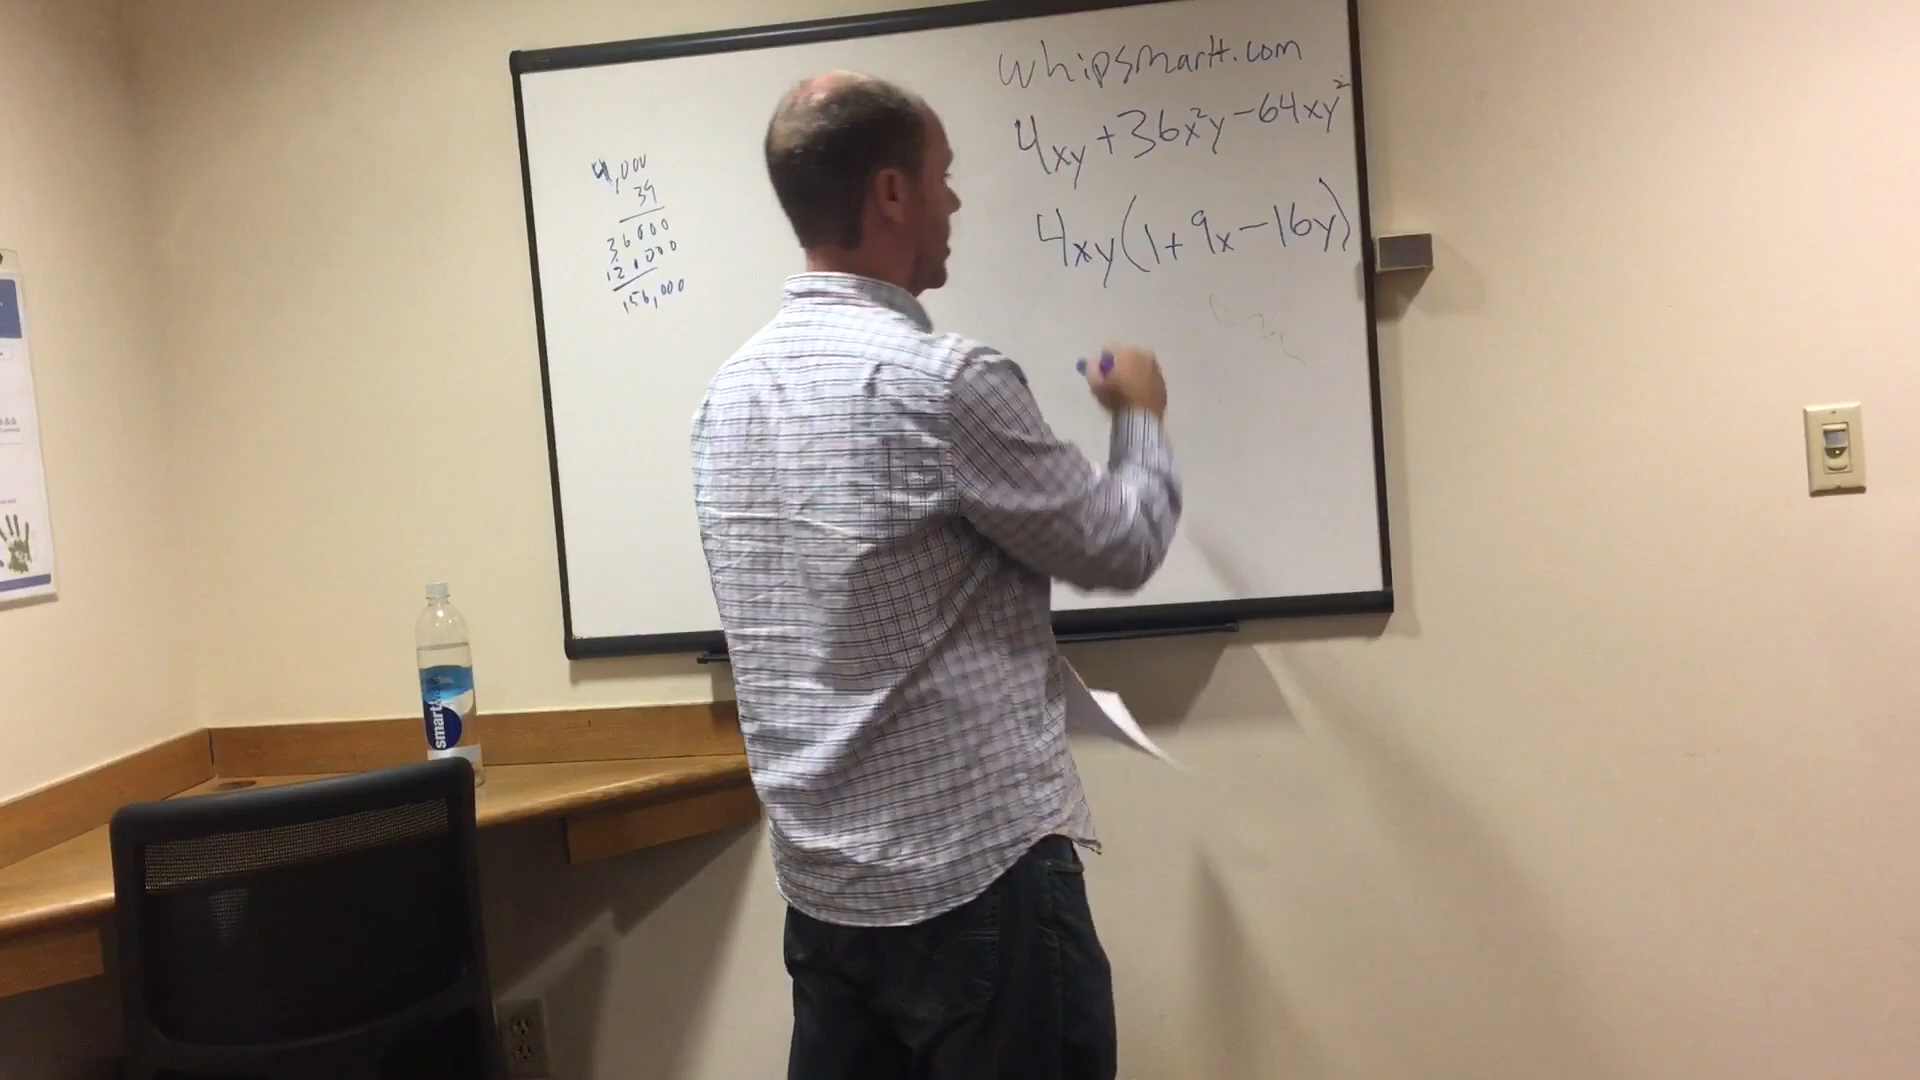 whipsmartt.com
4xy+36x²y-64xy²
4xy(1+9x-16y)
4,000
39
36000
12,000
156,000
smartwater